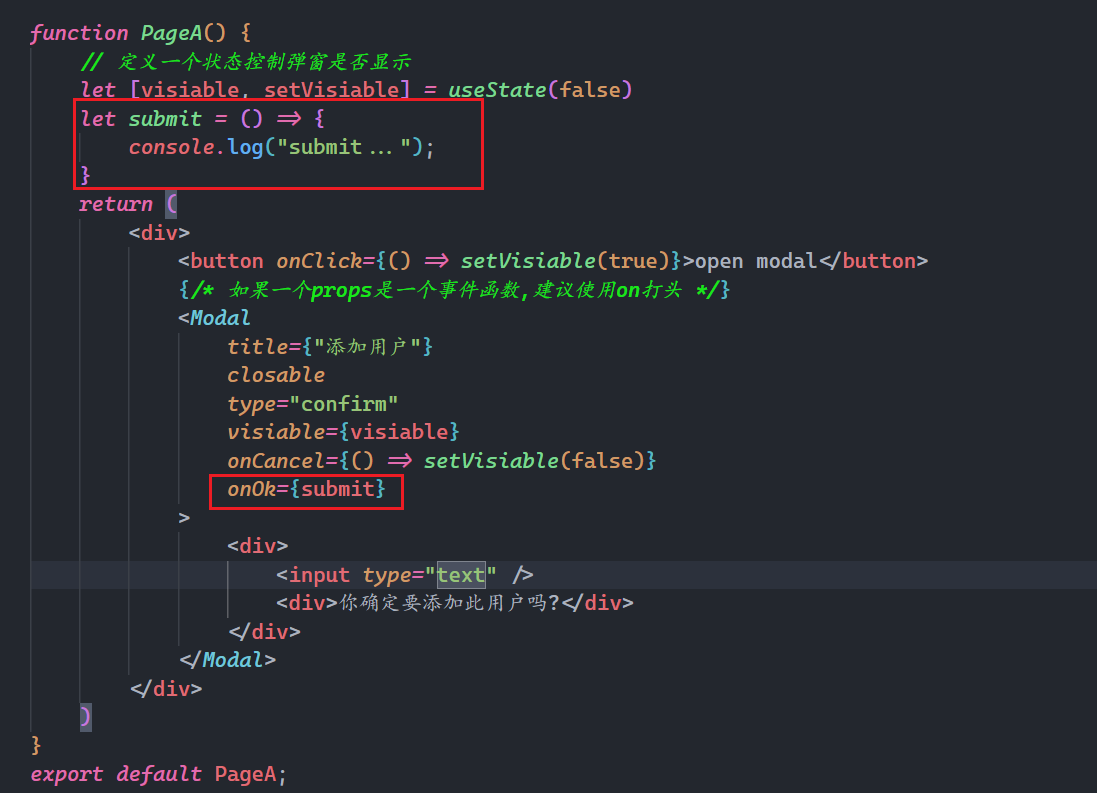 function PageA() {
// 定义一个状态控制弹窗是否显示
let [visiable, setVisiable] = useState(false)
let submit = () => {
console.log("submit...");
}
return (
<div>
<button onClick={() => setVisiable(true)}>open modal</button>
{/* 如果一个props是一个事件函数,建议使用on打头 */}
<Modal
title={"添加用户"}
closable
type="confirm"
visiable={visiable}
onCancel={() => setVisiable(false)}
onOk={submit}
>
<div>
<input type="text" />
<div>你确定要添加此用户吗?</div>
</div>
</Modal>
</div>
)
}
export default PageA;